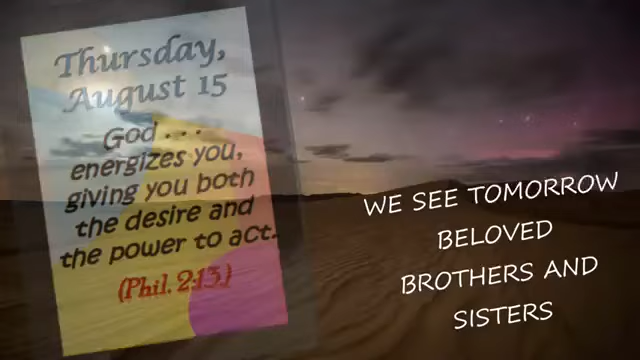 Thursday,
August 15
God . . .
energizes you,
giving you both
the desire and
the power to act.
(Phil. 2:13.)
WE SEE TOMORROW
BELOVED
BROTHERS AND
SISTERS